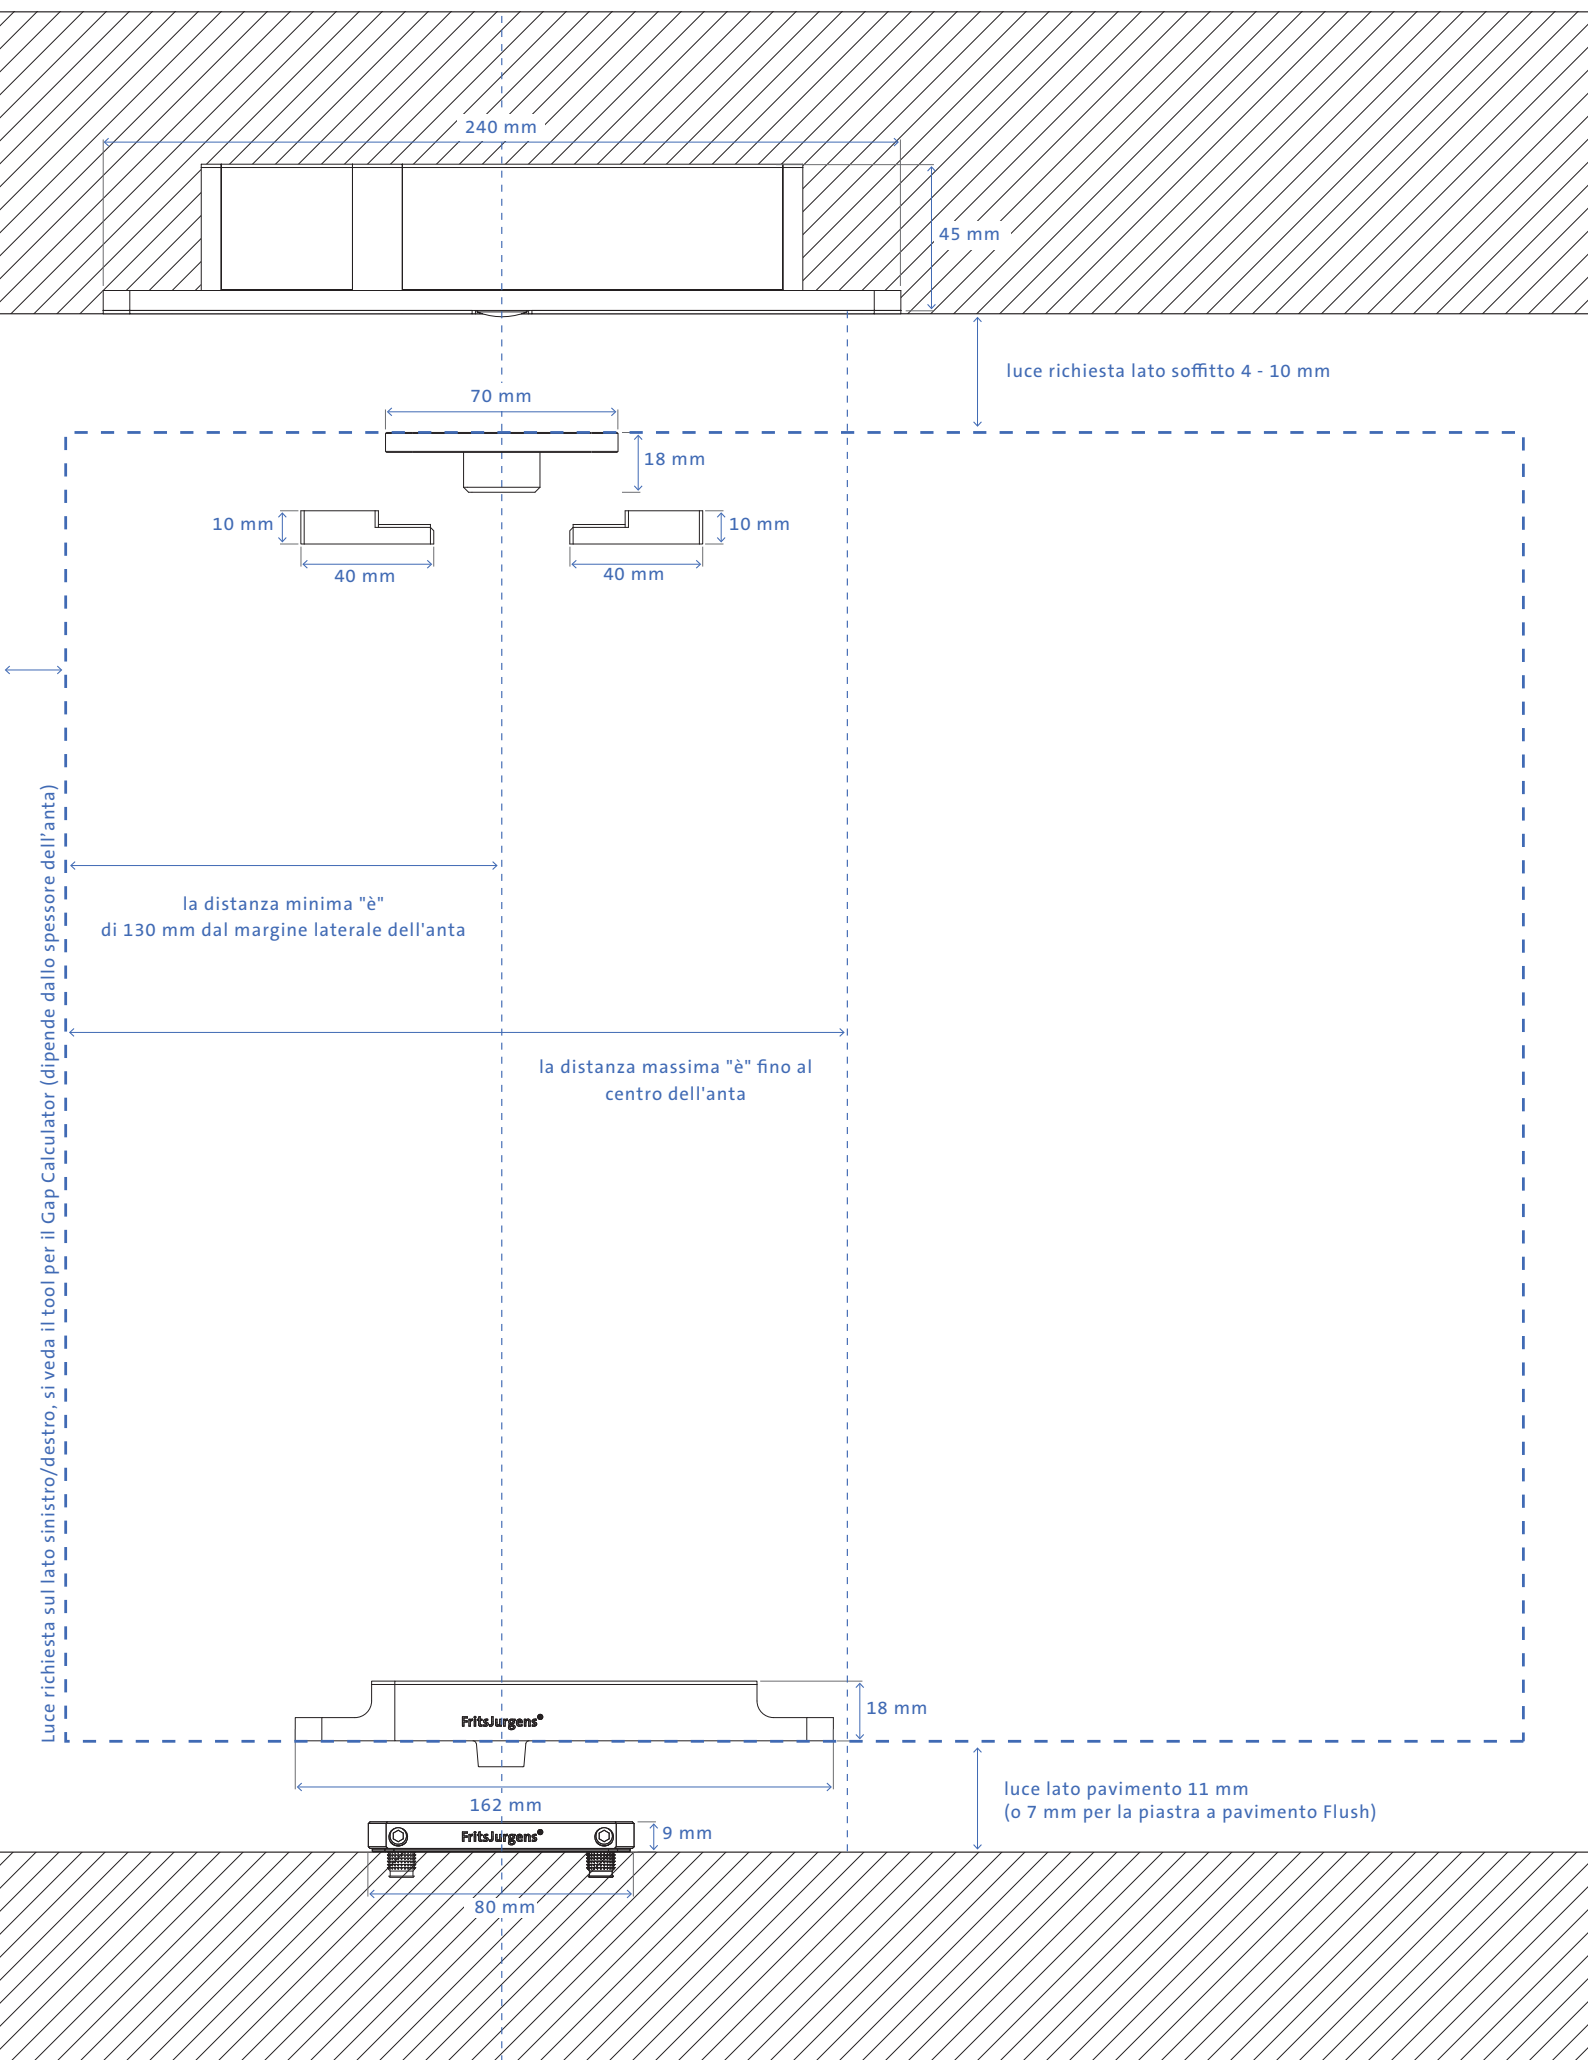 240 mm
45 mm
luce richiesta lato soffitto 4 - 10 mm
70 mm
18 mm
10 mm
10 mm
40 mm
40 mm
la distanza minima "è"
di 130 mm dal margine laterale dell'anta
la distanza massima "è" fino al
centro dell'anta
Luce richiesta sul lato sinistro/destro, si veda il tool per il Gap Calculator (dipende dallo spessore dell'anta)
18 mm
FritsJurgens®
luce lato pavimento 11 mm
(o 7 mm per la piastra a pavimento Flush)
162 mm
9 mm
FritsJurgens®
80 mm